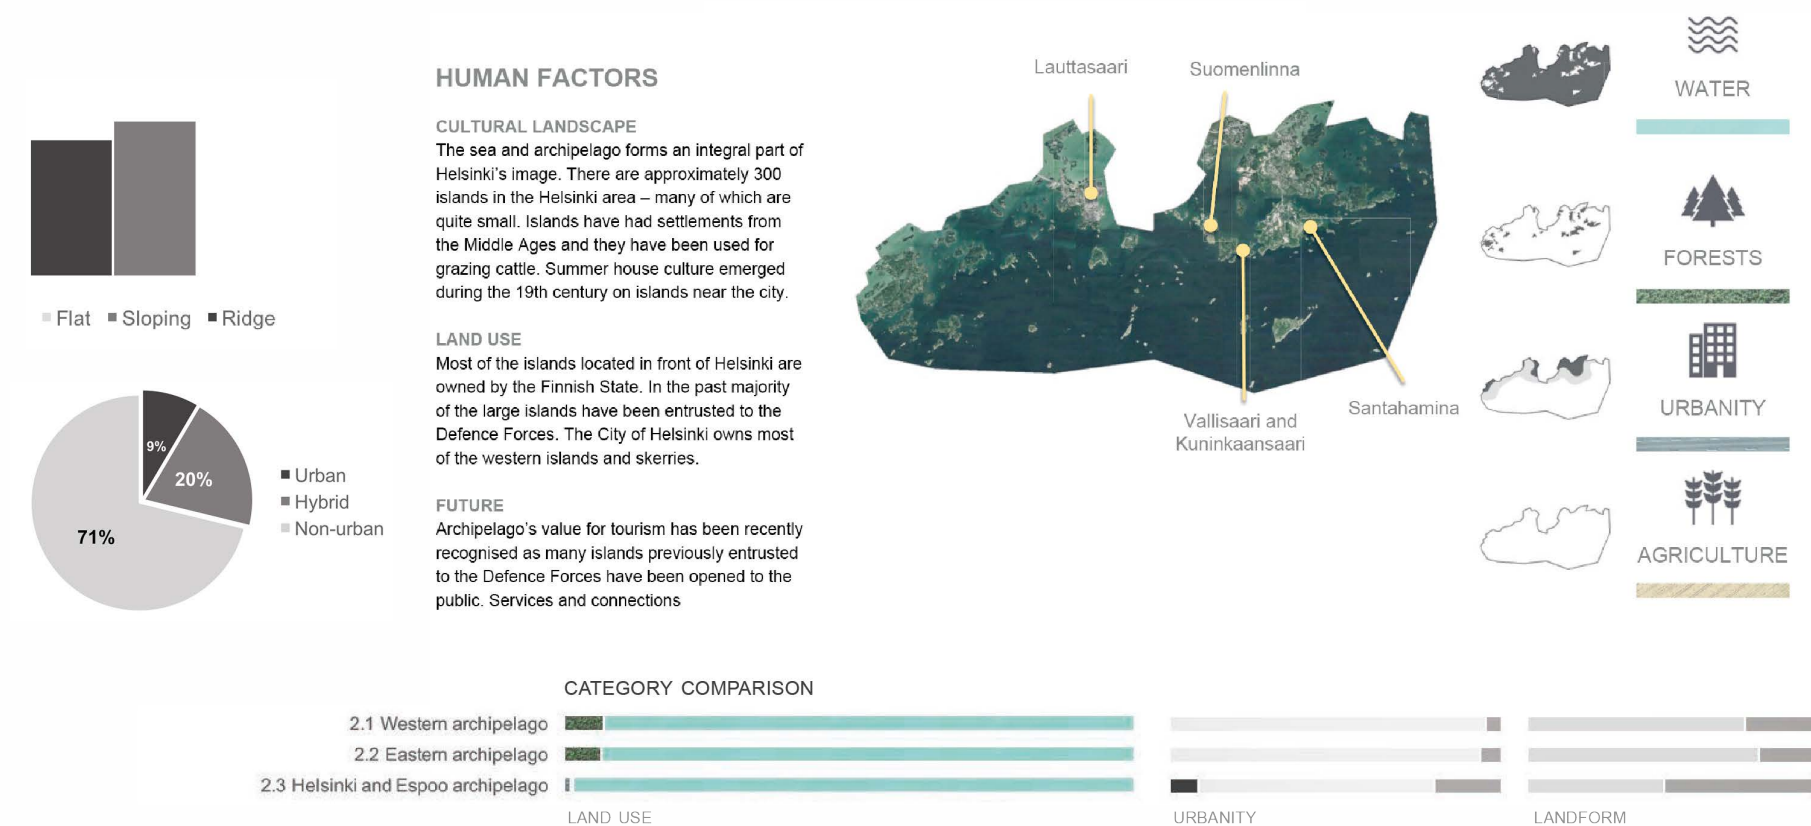 Flat Sloping Ridge
9%
20%
71%
Urban
Hybrid
Non-urban
HUMAN FACTORS
CULTURAL LANDSCAPE
The sea and archipelago forms an integral part of
Helsinki's image. There are approximately 300
islands in the Helsinki area – many of which are
quite small. Islands have had settlements from
the Middle Ages and they have been used for
grazing cattle. Summer house culture emerged
during the 19th century on islands near the city.
LAND USE
Most of the islands located in front of Helsinki are
owned by the Finnish State. In the past majority
of the large islands have been entrusted to the
Defence Forces. The City of Helsinki owns most
of the western islands and skerries.
FUTURE
Archipelago's value for tourism has been recently
recognised as many islands previously entrusted
to the Defence Forces have been opened to the
public. Services and connections
Lauttasaari
Suomenlinna
Vallisaari and
Kuninkaansaari
Santahamina
WATER
FORESTS
URBANITY
AGRICULTURE
CATEGORY COMPARISON
2.1 Western archipelago
2.2 Eastern archipelago
2.3 Helsinki and Espoo archipelago
LAND USE
URBANITY
LANDFORM